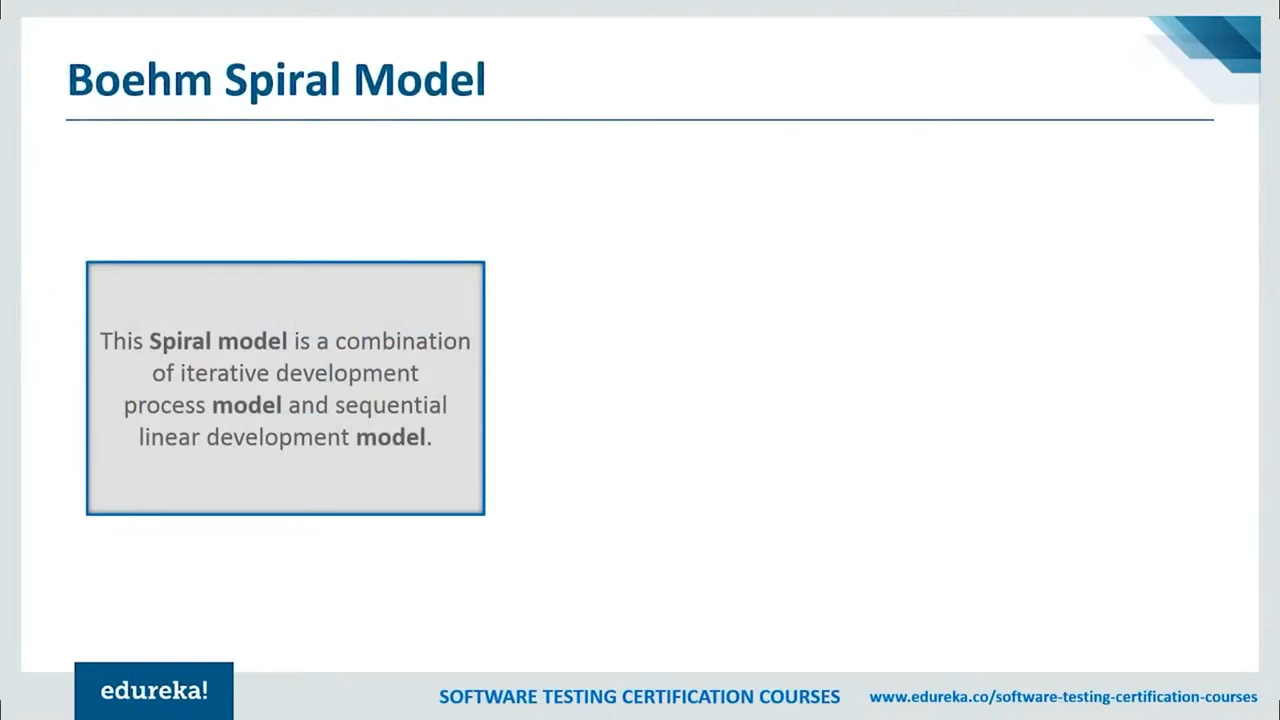 Boehm Spiral Model
This Spiral model is a combination
of iterative development
process model and sequential
linear development model.
edureka!
SOFTWARE TESTING CERTIFICATION COURSES
www.edureka.co/software-testing-certification-courses